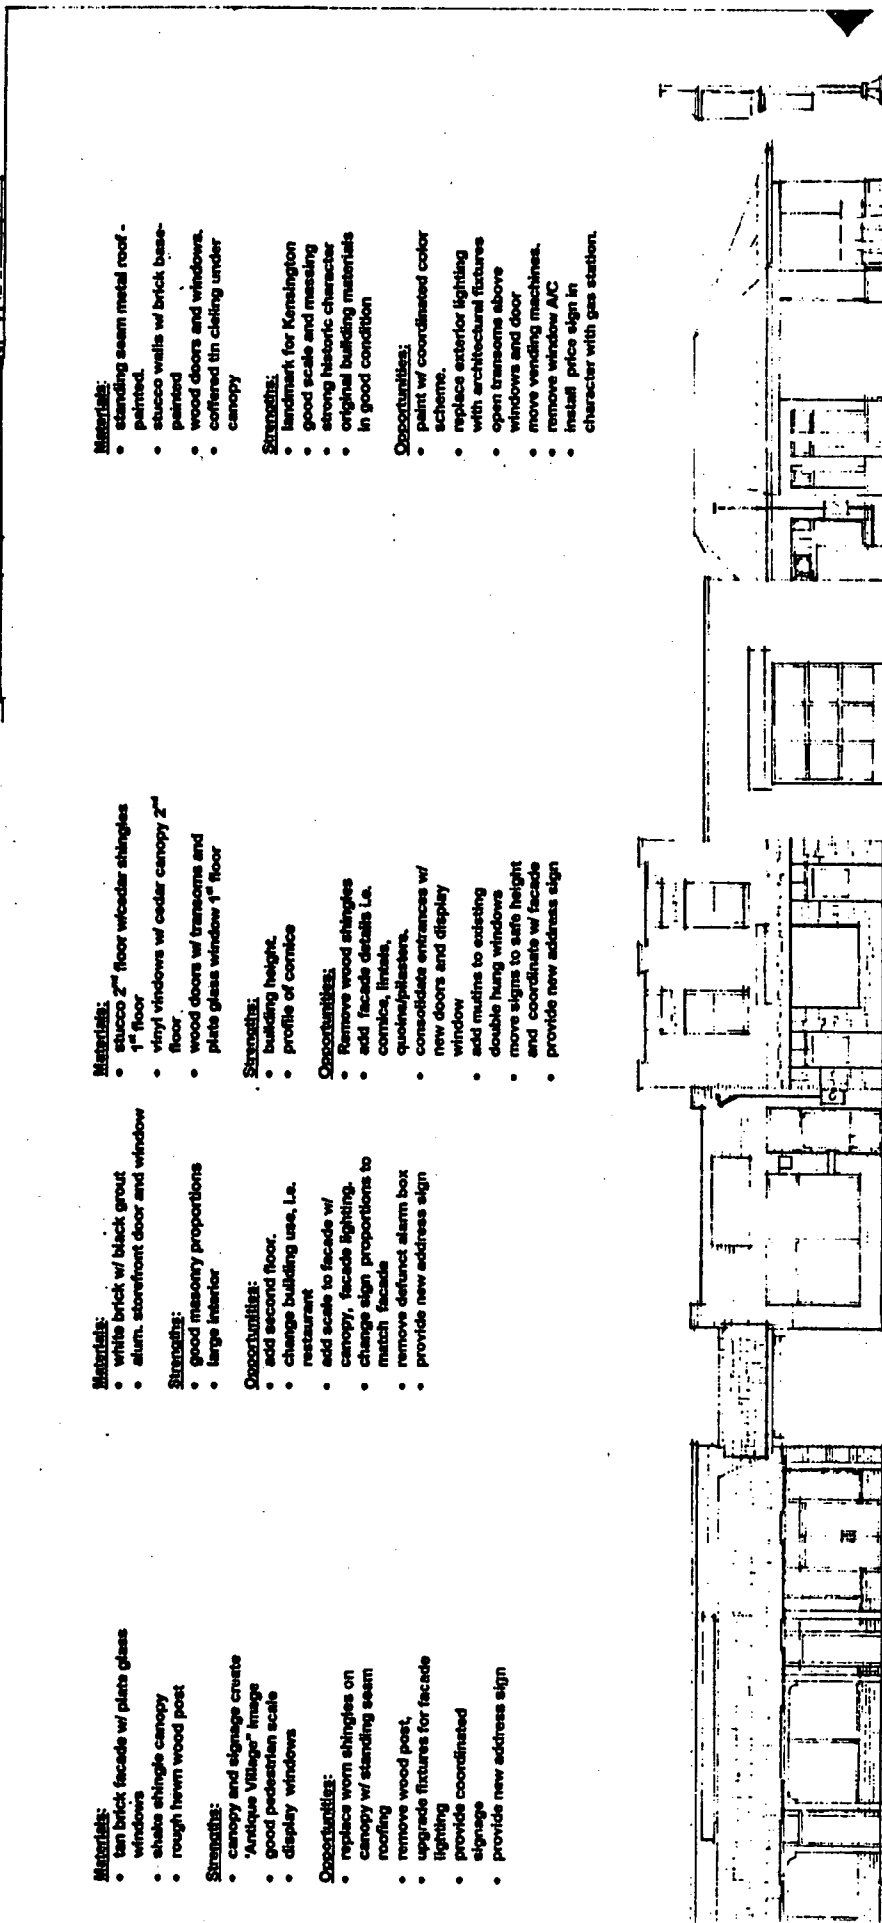 Materials:
• tan brick facade w/ plate glass
windows
• shake shingle canopy
• rough hewn wood post
Strengths:
• canopy and signage create
"Antique Village" image
• good pedestrian scale
• display windows
Opportunities:
• replace worn shingles on
canopy w/ standing seam
roofing
• remove wood post,
• upgrade fixtures for facade
lighting
• provide coordinated
signage
• provide new address sign
Materials:
• white brick w/ black grout
• alum. storefront door and window
Strengths:
• good masonry proportions
• large interior
Opportunities:
• add second floor.
• change building use, i.e.
restaurant
• add scale to facade w/
canopy, facade lighting.
• change sign proportions to
match facade
• remove defunct alarm box
• provide new address sign
Materials:
• stucco 2nd floor w/cedar shingles
1st floor
• vinyl windows w/ cedar canopy 2nd
floor
• wood doors w/ transoms and
plate glass window 1st floor
Strengths:
• building height.
• profile of cornice
Opportunities:
• Remove wood shingles
• add facade details i.e.
cornice, lintels,
quoins/pilasters.
• consolidate entrances w/
new doors and display
window
• add mutins to existing
double hung windows
• move signs to safe height
and coordinate w/ facade
• provide new address sign
Materials:
• standing seam metal roof -
painted.
• stucco walls w/ brick base-
painted
• wood doors and windows.
• coffered tin cieling under
canopy
Strengths:
• landmark for Kensington
• good scale and massing
• strong historic character
• original building materials
in good condition
Opportunities:
• paint w/ coordinated color
scheme.
• replace exterior lighting
with architectural fixtures
• open transoms above
windows and door
• move vending machines.
• remove window A/C
• install price sign in
character with gas station.